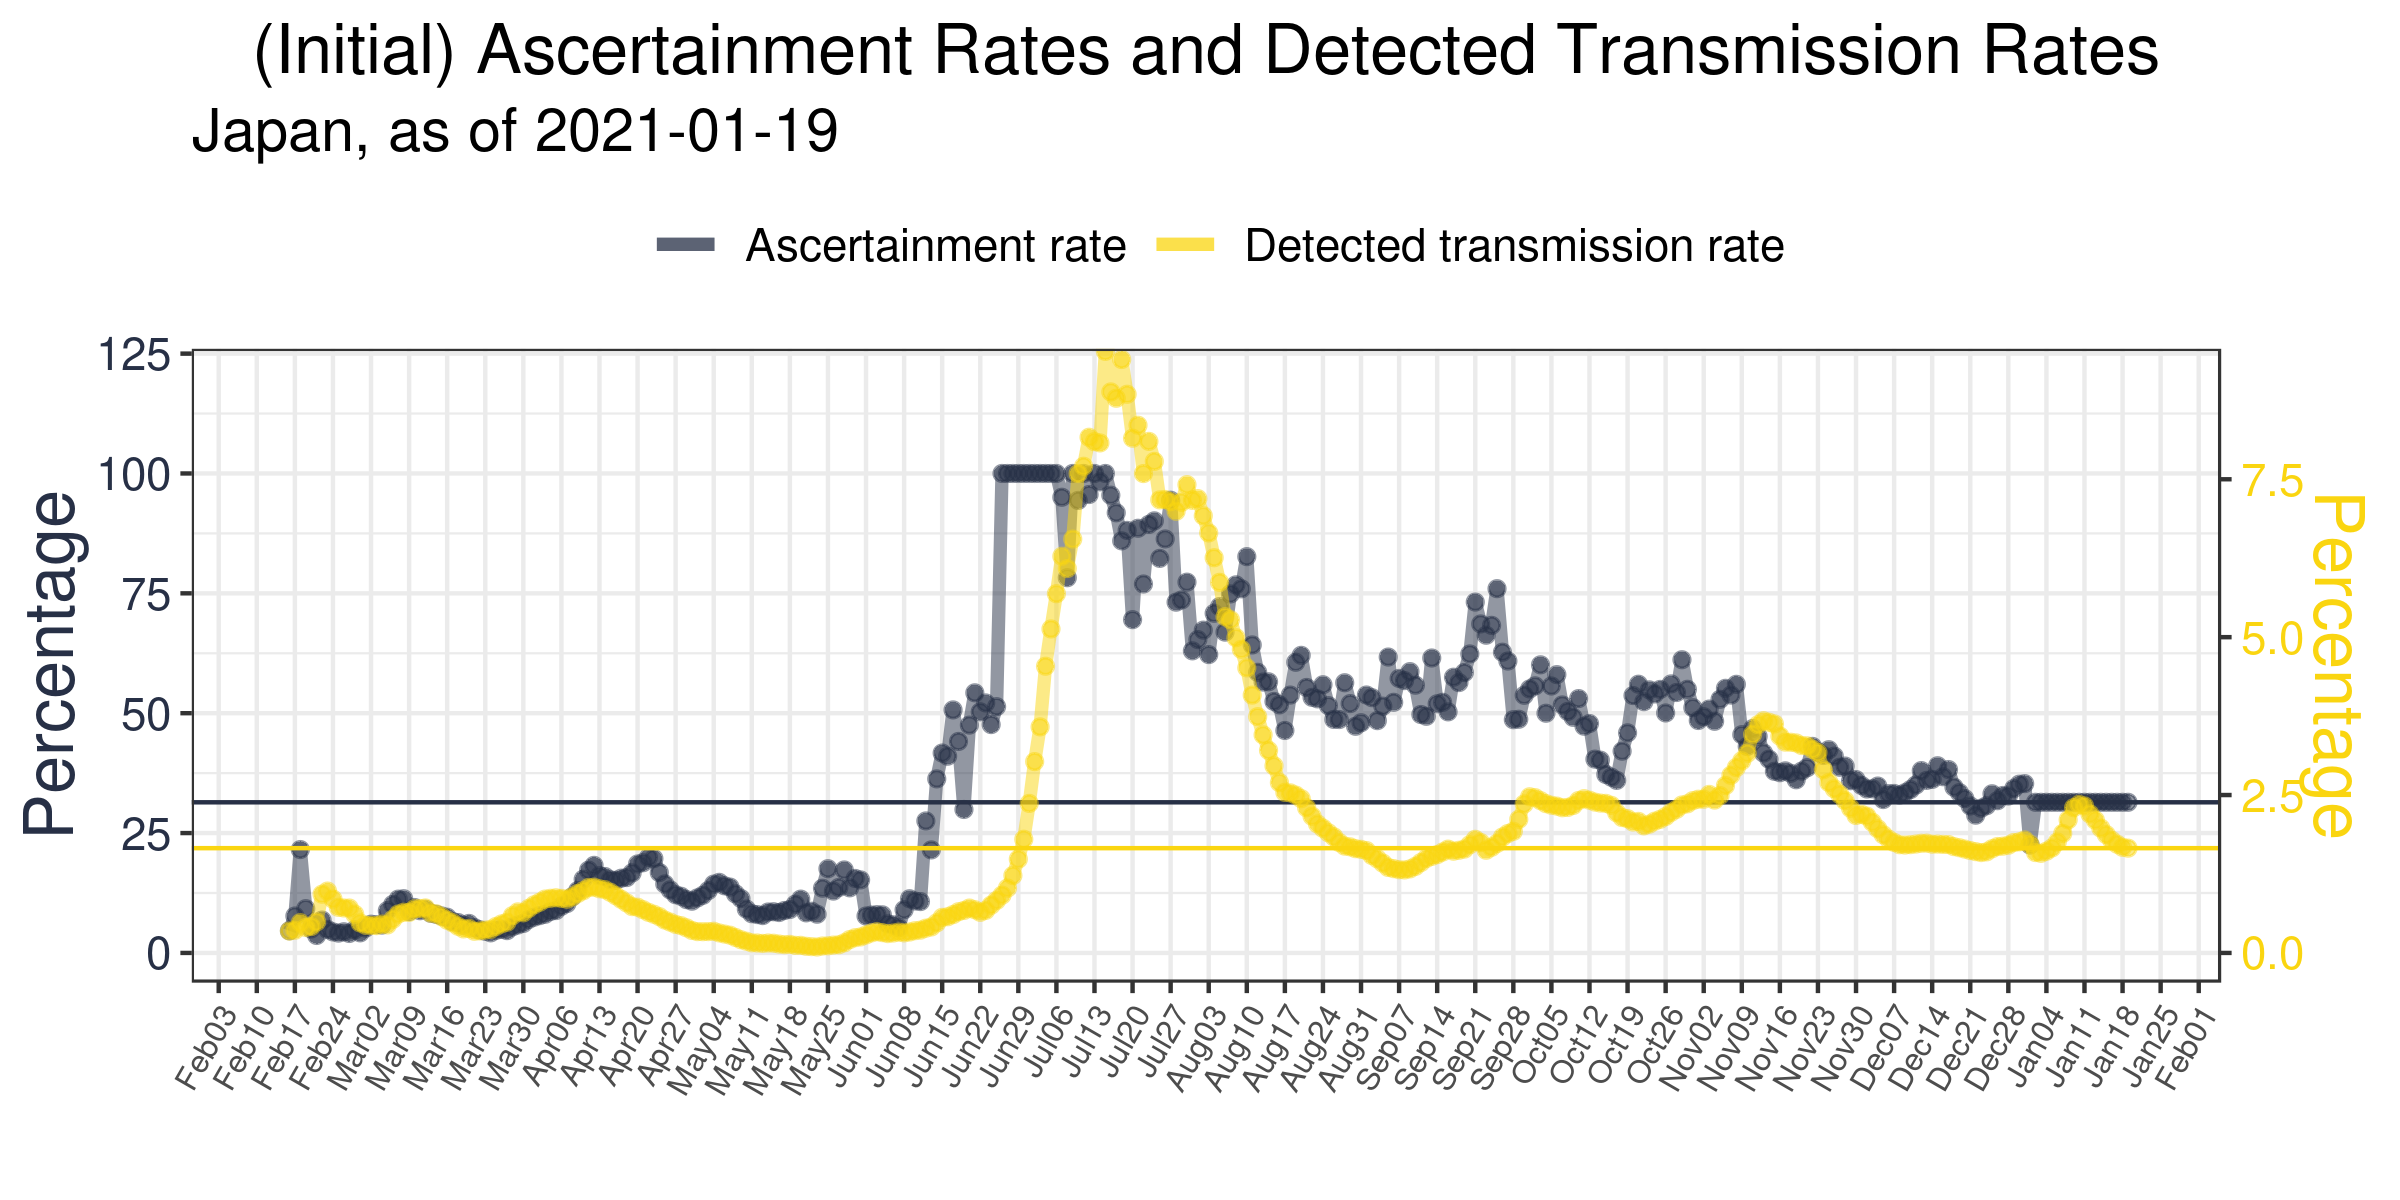 (Initial) Ascertainment Rates and Detected Transmission Rates
Japan, as of 2021-01-19
Ascertainment rate
Detected transmission rate
Percentage
125
100
75
50
25
0
7.5
5.0
2.5
0.0
Percentage
Feb03
Feb10
Feb17
Feb24
Mar02
Mar09
Mar16
Mar23
Mar30
Apr06
Apr13
Apr20
Apr27
May04
May11
May18
May25
Jun01
Jun08
Jun15
Jun22
Jun29
Jul06
Jul13
Jul20
Jul27
Aug03
Aug10
Aug17
Aug24
Aug31
Sep07
Sep14
Sep21
Sep28
Oct05
Oct12
Oct19
Oct26
Nov02
Nov09
Nov16
Nov23
Nov30
Dec07
Dec14
Dec21
Dec28
Jan04
Jan11
Jan18
Jan25
Feb01